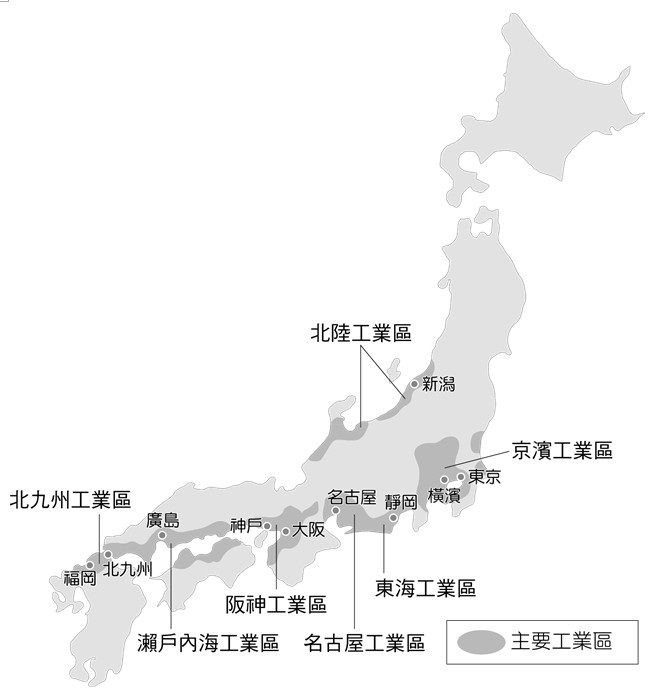 北陸工業區
新潟
京濱工業區
東京
橫濱
名古屋
靜岡
北九州工業區
廣島
神戶
大阪
北九州
福岡
東海工業區
阪神工業區
瀨戶內海工業區
名古屋工業區
主要工業區